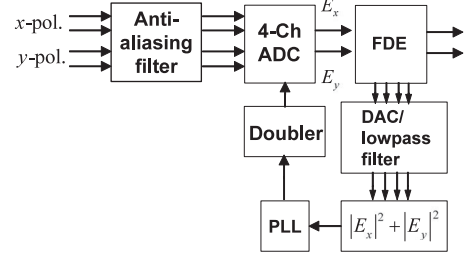 x-pol.
y-pol.
Anti-
aliasing
filter
4-Ch
ADC
E_x
E_y
FDE
Doubler
DAC/
lowpass
filter
PLL
|E_x|^2 + |E_y|^2